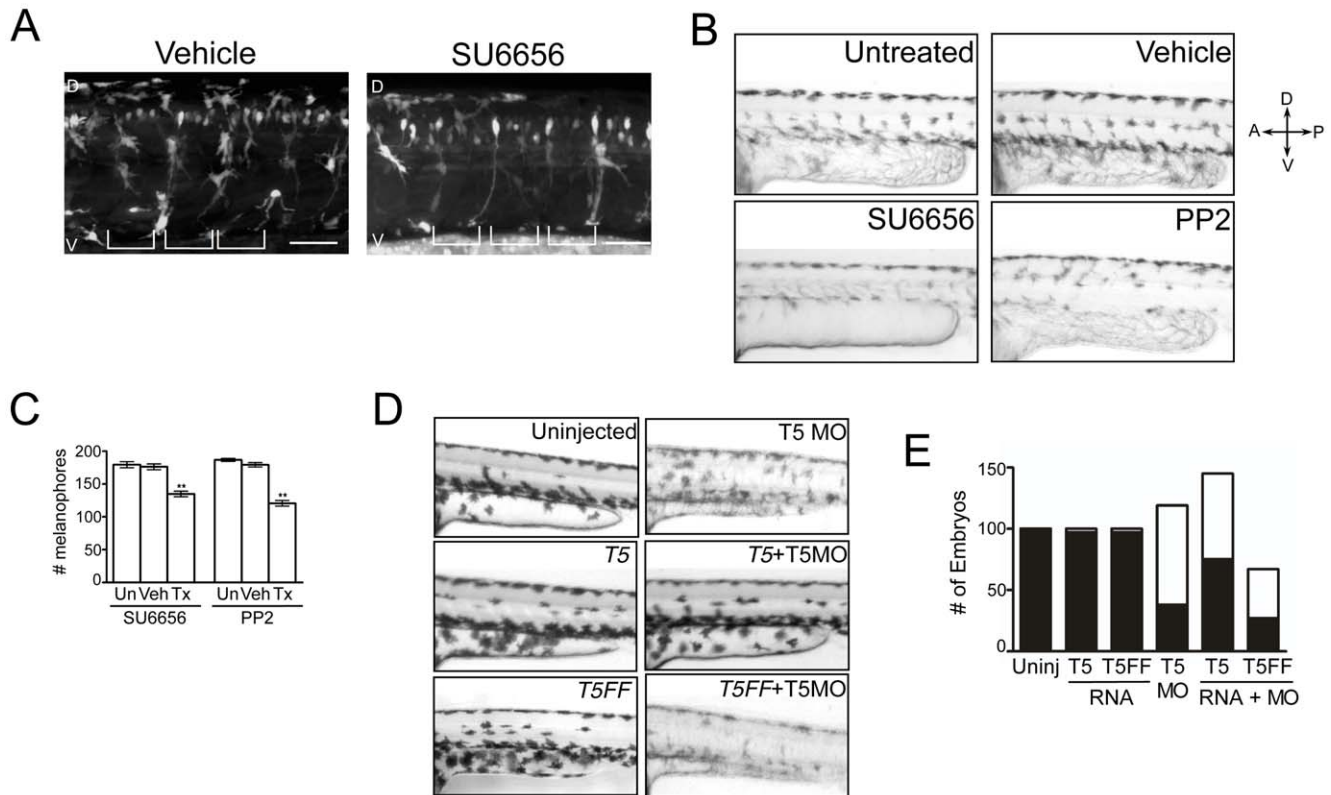 A
Vehicle
SU6656
D
V
D
V
B
Untreated
Vehicle
SU6656
PP2
D
A
P
V
C
# melanophores
200
150
100
50
0
**
**
Un Veh Tx Un Veh Tx
SU6656 PP2
D
Uninjected
T5 MO
T5
T5+T5MO
T5FF
T5FF+T5MO
E
# of Embryos
150
100
50
0
Uninj T5 T5FF T5 T5 T5FF
RNA MO RNA + MO